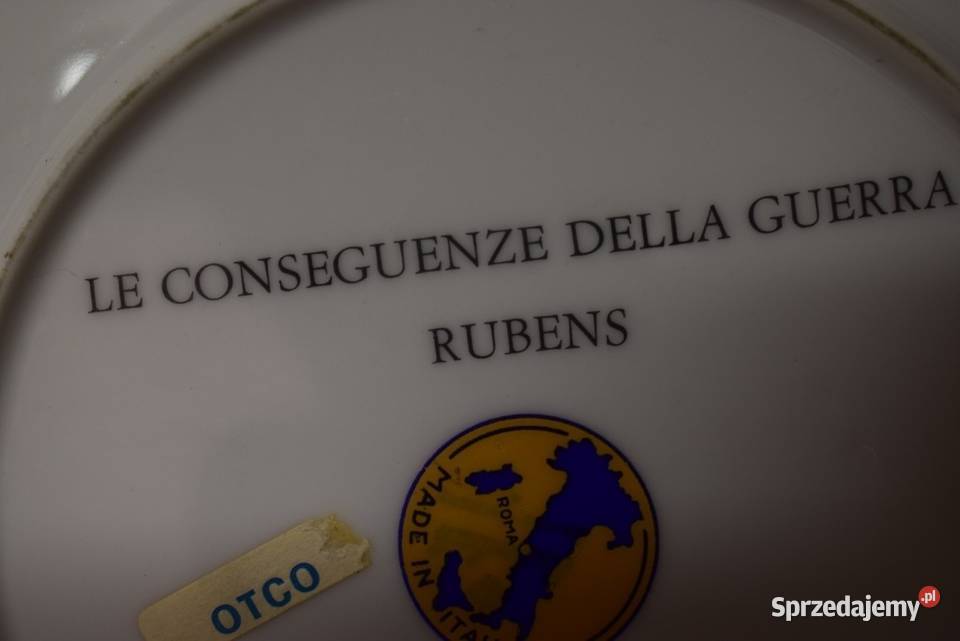 LE CONSEGUENZE DELLA GUERRA
RUBENS
ROMA
MADE IN ITA
OTCO
Sprzedajemy.pl